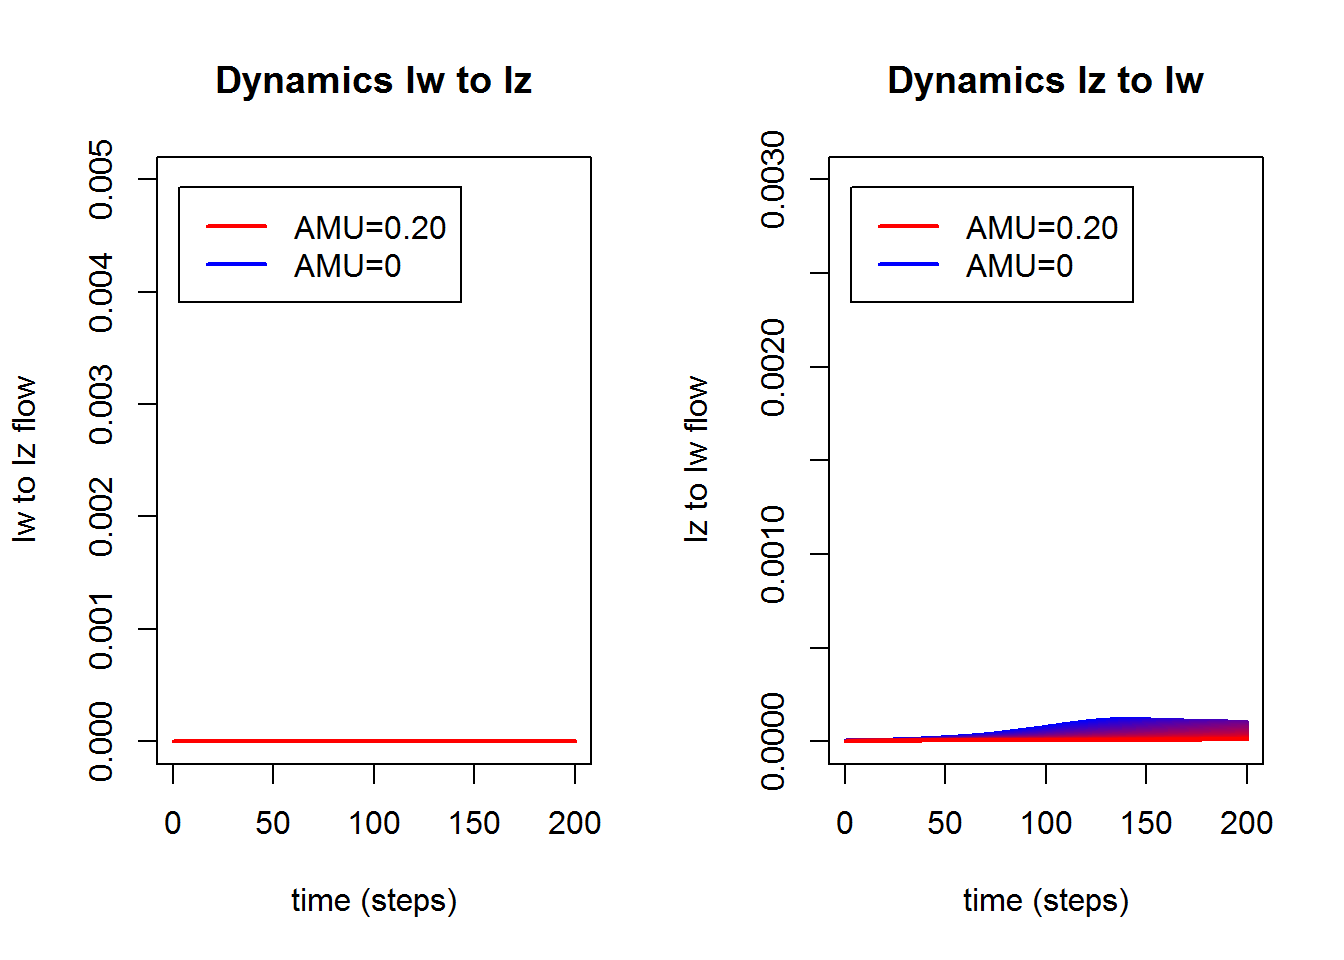 Dynamics Iw to Iz
Iw to Iz flow
0.005
0.004
0.003
0.002
0.001
0.000
AMU=0.20
AMU=0
0 50 100 150 200
time (steps)
Dynamics Iz to Iw
Iz to Iw flow
0.0030
0.0020
0.0010
0.0000
AMU=0.20
AMU=0
0 50 100 150 200
time (steps)